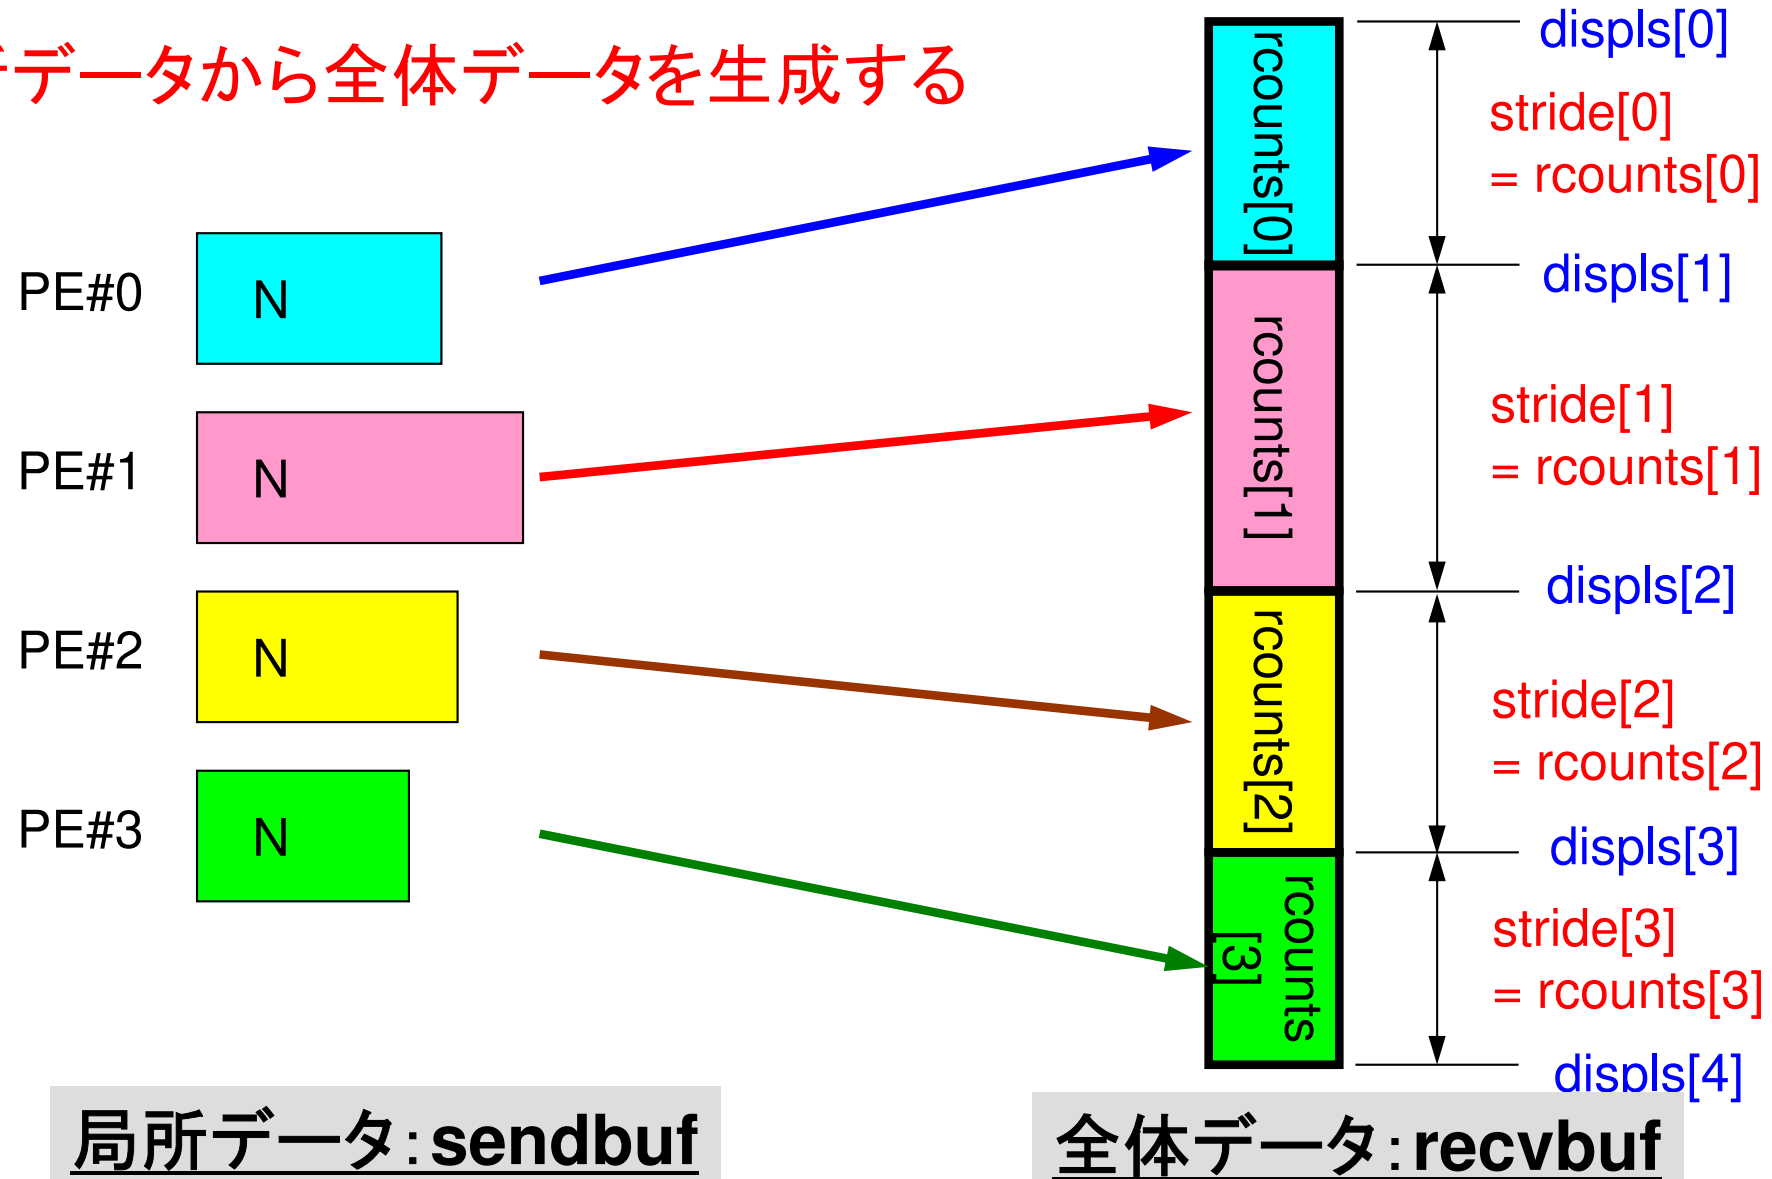 データから全体データを生成する
PE#0
N
PE#1
N
PE#2
N
PE#3
N
rcounts[0]
rcounts[1]
rcounts[2]
rcounts
[3]
displs[0]
stride[0]
= rcounts[0]
displs[1]
stride[1]
= rcounts[1]
displs[2]
stride[2]
= rcounts[2]
displs[3]
stride[3]
= rcounts[3]
displs[4]
局所データ:sendbuf
全体データ:recvbuf